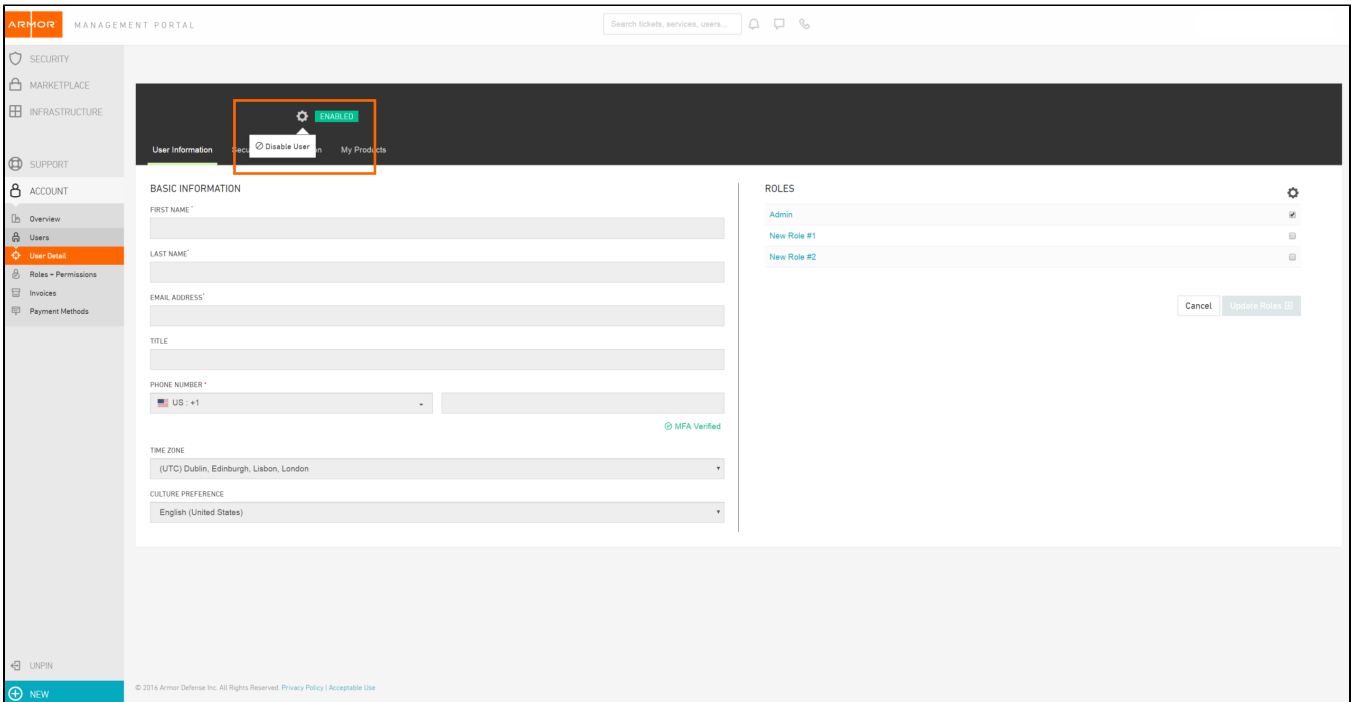 ARMOR MANAGEMENT PORTAL
Search tickets, services, users...
SECURITY
MARKETPLACE
INFRASTRUCTURE
SUPPORT
ACCOUNT
Overview
Users
User Detail
Roles + Permissions
Invoices
Payment Methods
UNPIN
NEW
ENABLED
Disable User
User Information
My Products
BASIC INFORMATION
FIRST NAME *
LAST NAME *
EMAIL ADDRESS *
TITLE
PHONE NUMBER *
US : +1
MFA Verified
TIME ZONE
(UTC) Dublin, Edinburgh, Lisbon, London
CULTURE PREFERENCE
English (United States)
ROLES
Admin
New Role #1
New Role #2
Cancel
Update Roles
© 2016 Armor Defense Inc. All Rights Reserved. Privacy Policy | Acceptable Use